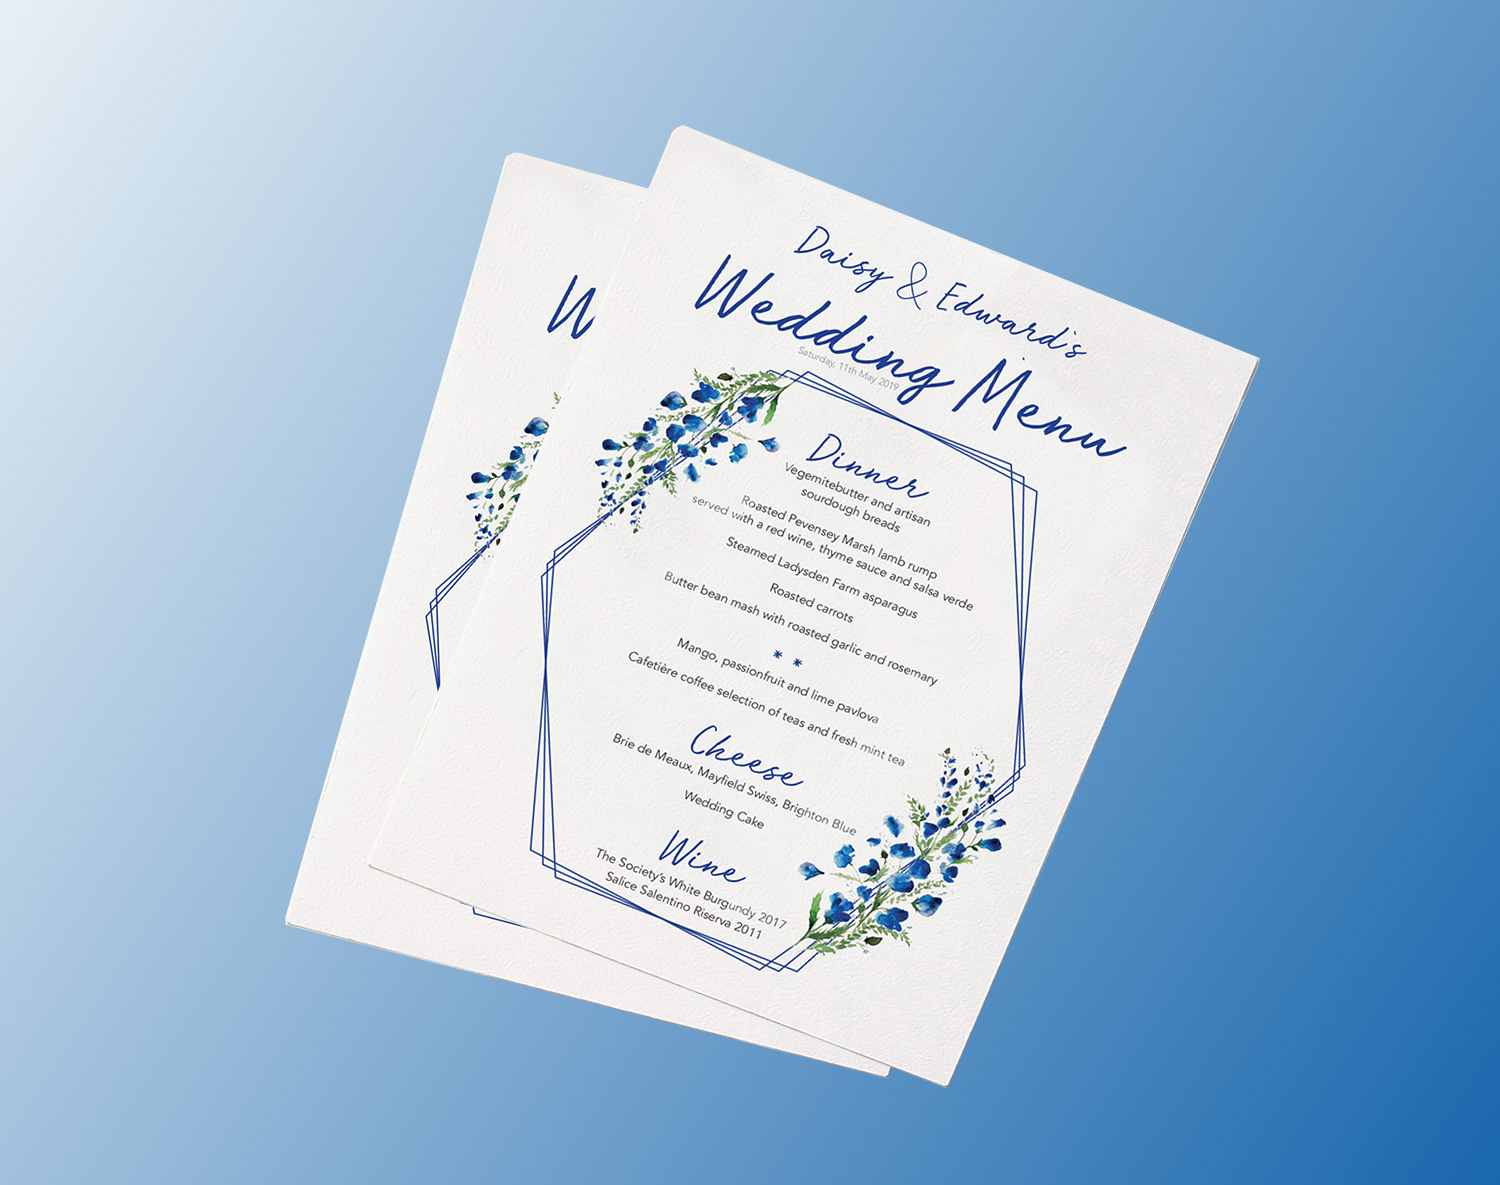 Daisy & Edward's
Wedding Menu
Saturday, 11th May 2019
Dinner
Vegemitebutter and artisan
sourdough breads
Roasted Pevensey Marsh lamb rump
served with a red wine, thyme sauce and salsa verde
Steamed Ladysden Farm asparagus
Roasted carrots
Butter bean mash with roasted garlic and rosemary
* *
Mango, passionfruit and lime pavlova
Cafetière coffee selection of teas and fresh mint tea
Cheese
Brie de Meaux, Mayfield Swiss, Brighton Blue
Wedding Cake
Wine
The Society's White Burgundy 2017
Salice Salentino Riserva 2011
W